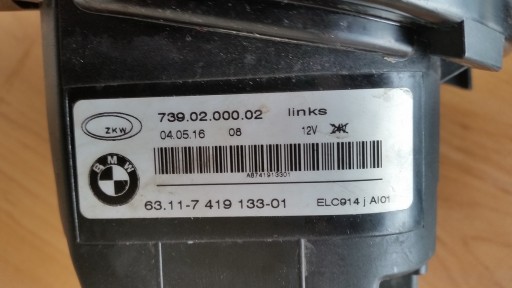 ZKW
739.02.000.02 links
04.05.16 08 12V 24V
A8741913301
BMW
63.11-7 419 133-01 ELC914 j AI01